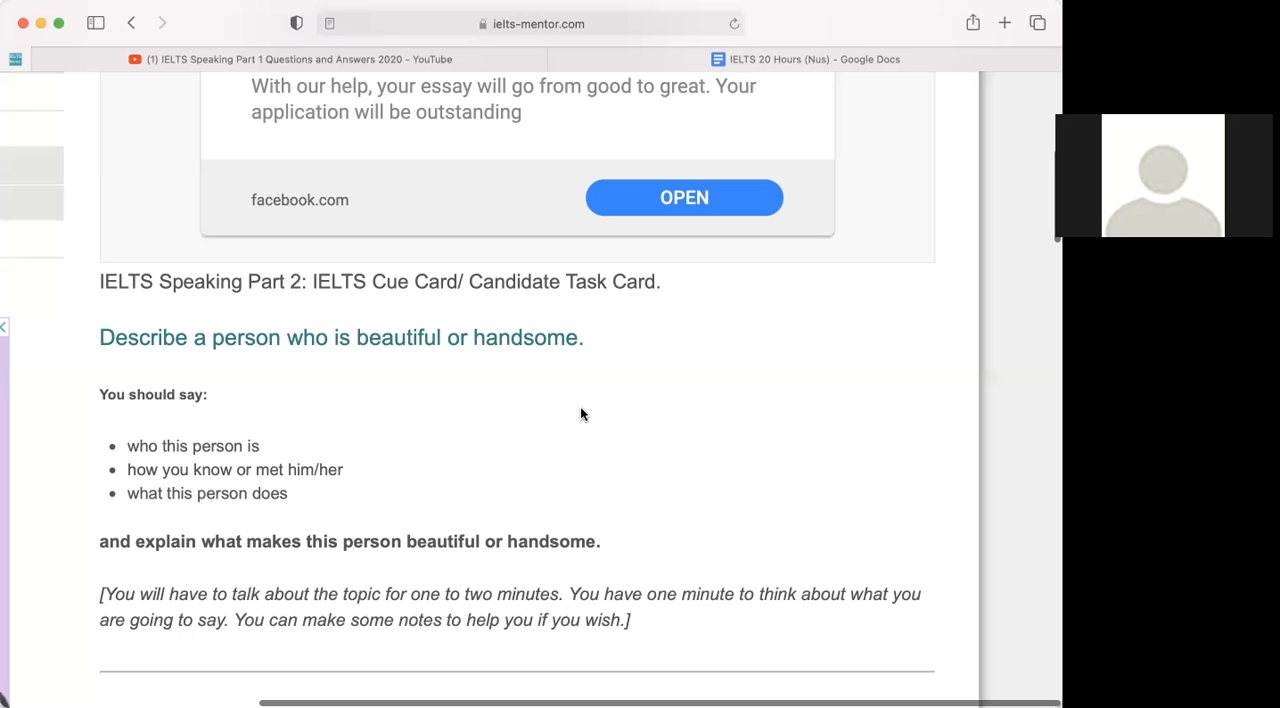 ielts-mentor.com
(1) IELTS Speaking Part 1 Questions and Answers 2020 - YouTube
IELTS 20 Hours (Nus) - Google Docs
With our help, your essay will go from good to great. Your
application will be outstanding
facebook.com
OPEN
IELTS Speaking Part 2: IELTS Cue Card/ Candidate Task Card.
Describe a person who is beautiful or handsome.
You should say:
• who this person is
• how you know or met him/her
• what this person does
and explain what makes this person beautiful or handsome.
[You will have to talk about the topic for one to two minutes. You have one minute to think about what you
are going to say. You can make some notes to help you if you wish.]